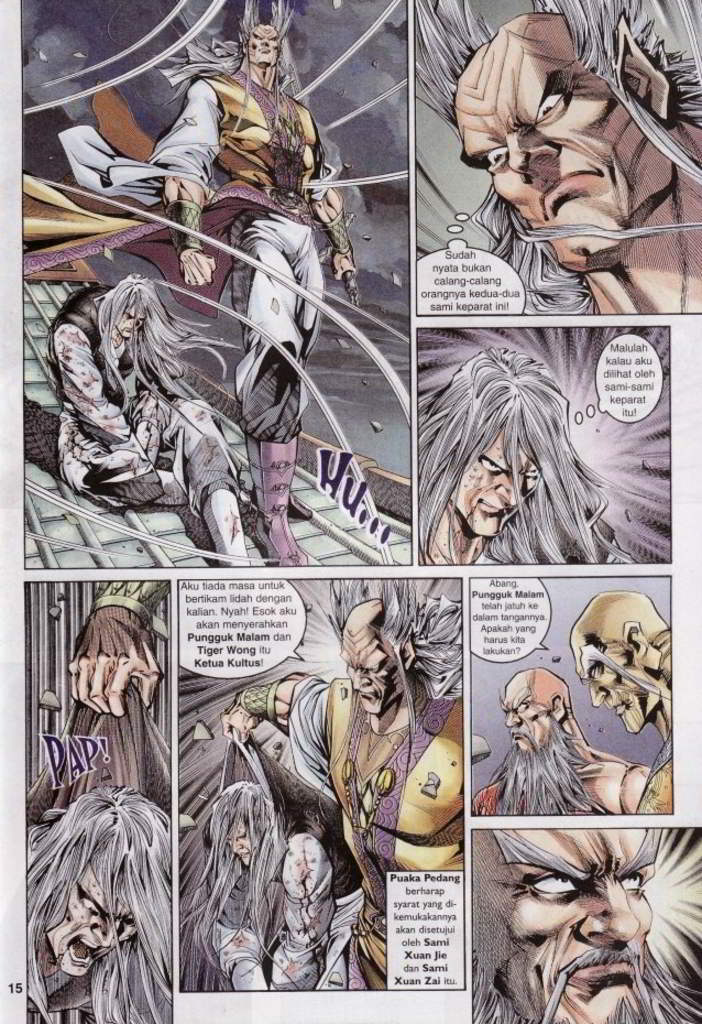 Sudah
nyata bukan
calang-calang
orangnya kedua-dua
sami keparat ini!
Malulah
kalau aku
dilihat oleh
sami-sami
keparat
itu!
HU...
PAP!
Aku tiada masa untuk
bertikam lidah dengan
kalian. Nyah! Esok aku
akan menyerahkan
Pungguk Malam dan
Tiger Wong itu
Ketua Kultus!
Abang,
Pungguk Malam
telah jatuh ke
dalam tangannya.
Apakah yang
harus kita
lakukan?
Puaka Pedang
berharap
syarat yang di-
kemukakannya
akan disetujui
oleh Sami
Xuan Jie
dan Sami
Xuan Zai itu.
15